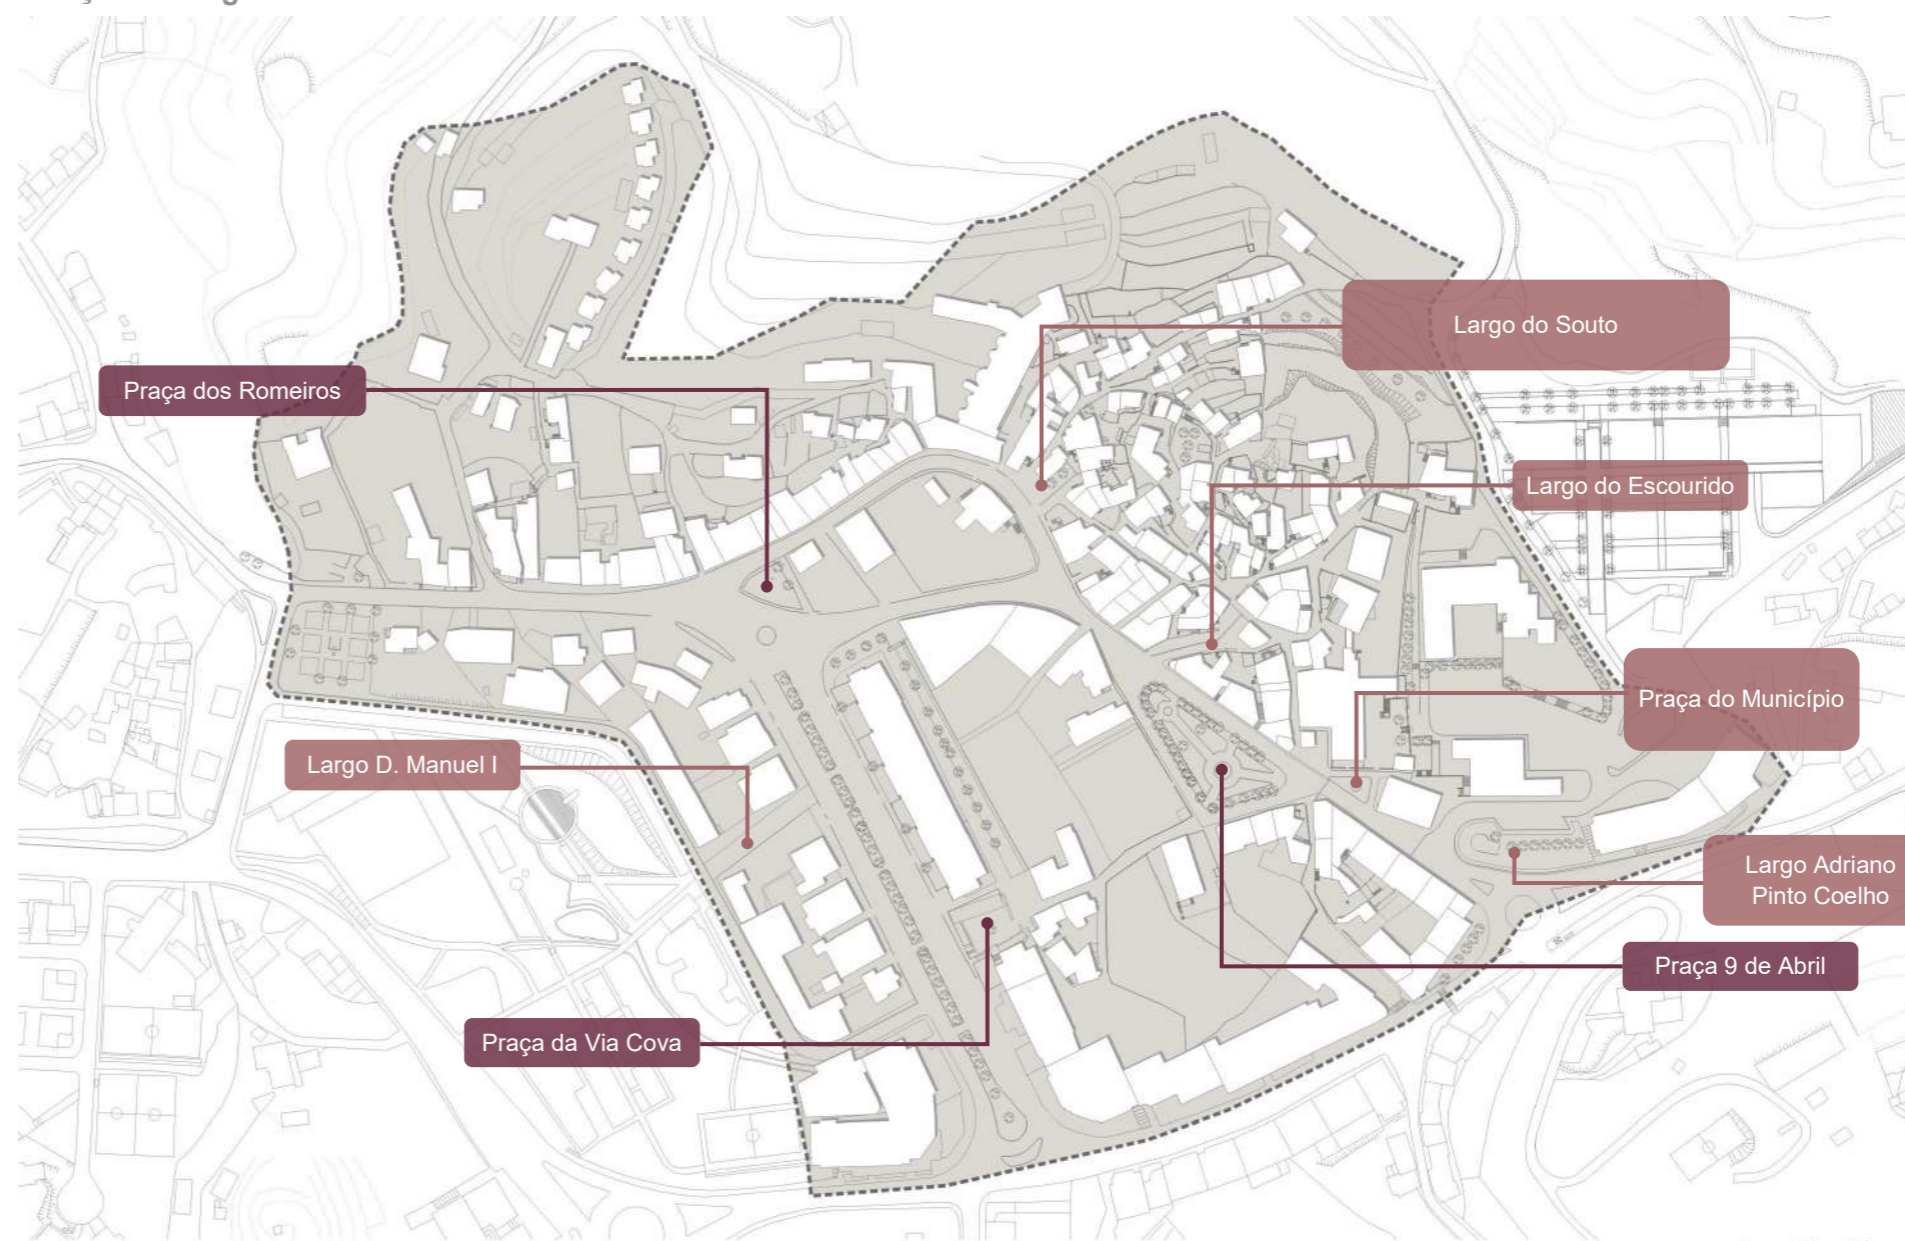 Largo do Souto
Praça dos Romeiros
Largo do Escourido
Praça do Município
Largo D. Manuel I
Largo Adriano
Pinto Coelho
Praça 9 de Abril
Praça da Via Cova